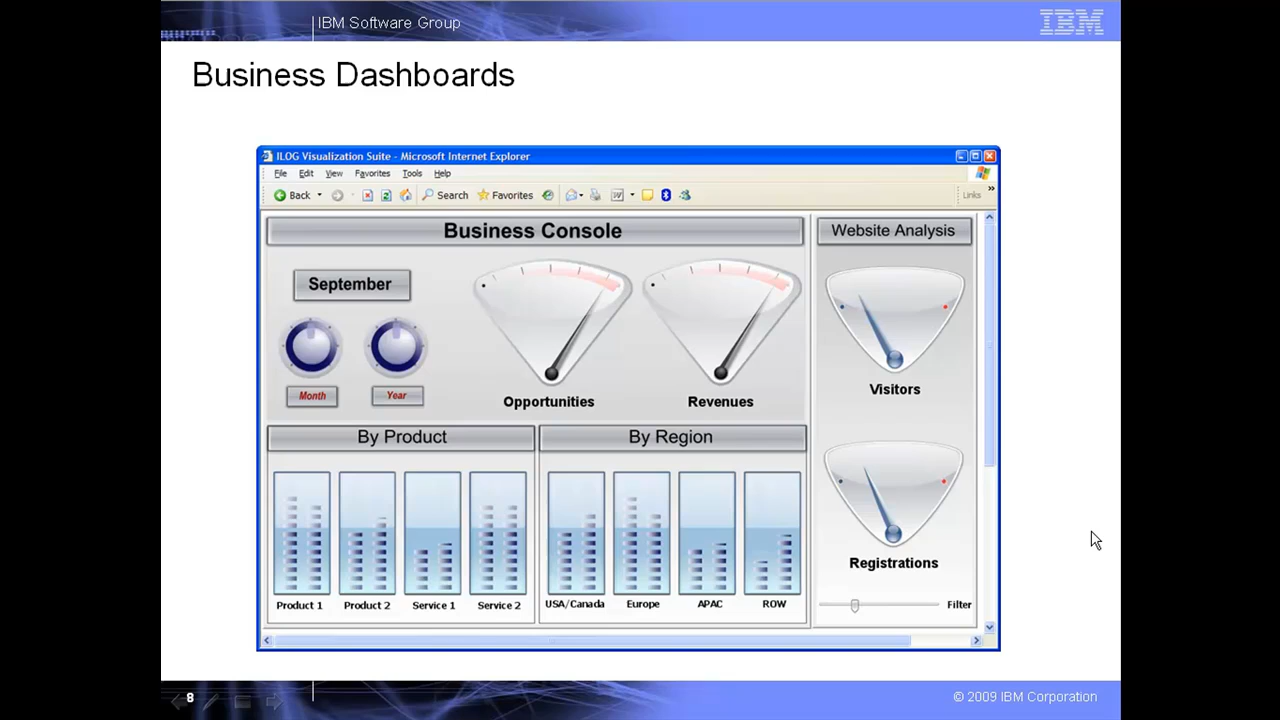 IBM Software Group
IBM
Business Dashboards
ILOG Visualization Suite - Microsoft Internet Explorer
File Edit View Favorites Tools Help
Back Search Favorites Links
Business Console
Website Analysis
September
Month Year
Opportunities Revenues
Visitors
By Product By Region
Registrations
Product 1 Product 2 Service 1 Service 2 USA/Canada Europe APAC ROW
Filter
8
© 2009 IBM Corporation